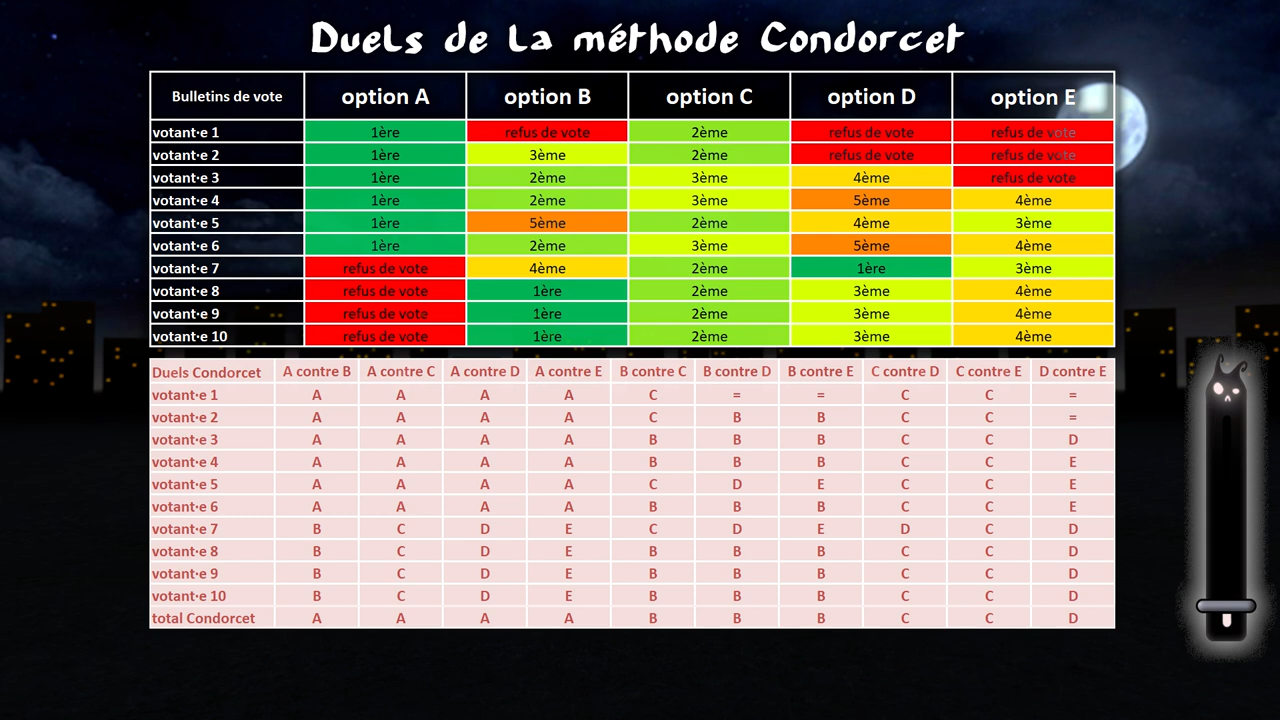 Duels de la méthode Condorcet
Bulletins de vote option A option B option C option D option E
votant·e 1 1ère refus de vote 2ème refus de vote refus de vote
votant·e 2 1ère 3ème 2ème refus de vote refus de vote
votant·e 3 1ère 2ème 3ème 4ème refus de vote
votant·e 4 1ère 2ème 3ème 5ème 4ème
votant·e 5 1ère 5ème 2ème 4ème 3ème
votant·e 6 1ère 2ème 3ème 5ème 4ème
votant·e 7 refus de vote 4ème 2ème 1ère 3ème
votant·e 8 refus de vote 1ère 2ème 3ème 4ème
votant·e 9 refus de vote 1ère 2ème 3ème 4ème
votant·e 10 refus de vote 1ère 2ème 3ème 4ème
Duels Condorcet A contre B A contre C A contre D A contre E B contre C B contre D B contre E C contre D C contre E D contre E
votant·e 1 A A A A C = = C C =
votant·e 2 A A A A C B B C C =
votant·e 3 A A A A B B B C C D
votant·e 4 A A A A B B B C C E
votant·e 5 A A A A C D E C C E
votant·e 6 A A A A B B B C C E
votant·e 7 B C D E C D E D C D
votant·e 8 B C D E B B B C C D
votant·e 9 B C D E B B B C C D
votant·e 10 B C D E B B B C C D
total Condorcet A A A A B B B C C D